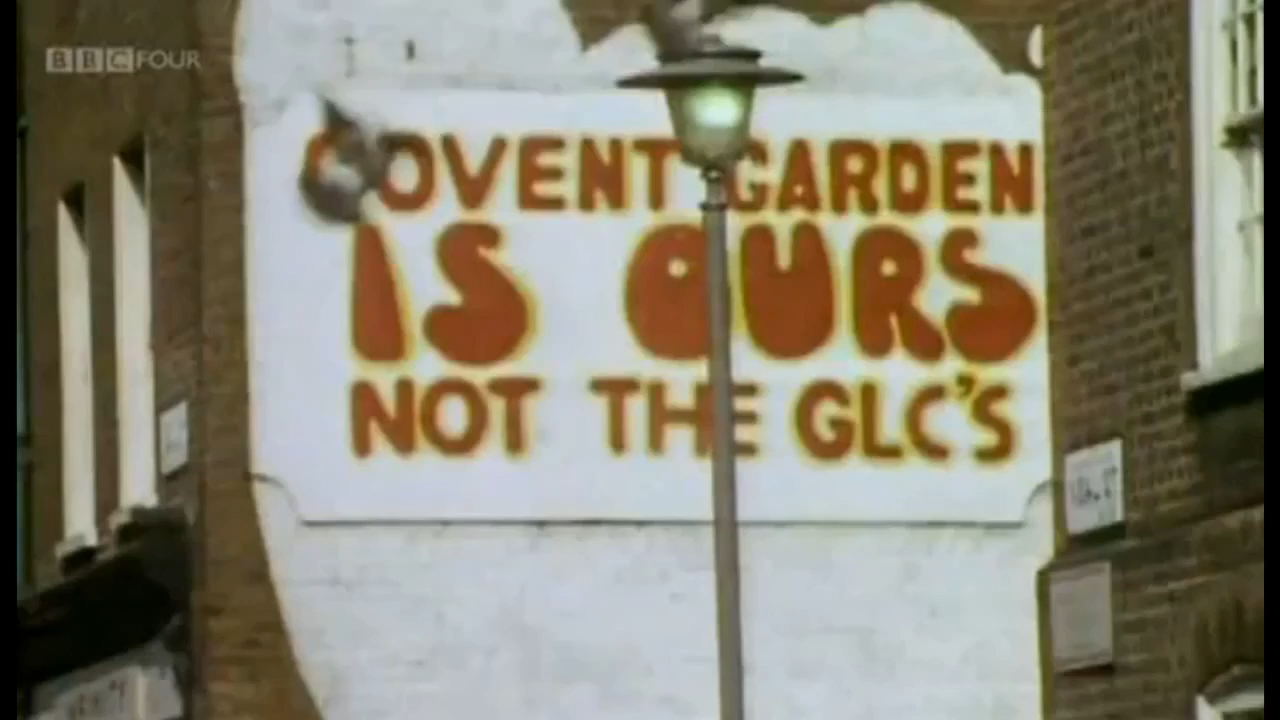 BBC FOUR
COVENT GARDEN
IS OURS
NOT THE GLC'S